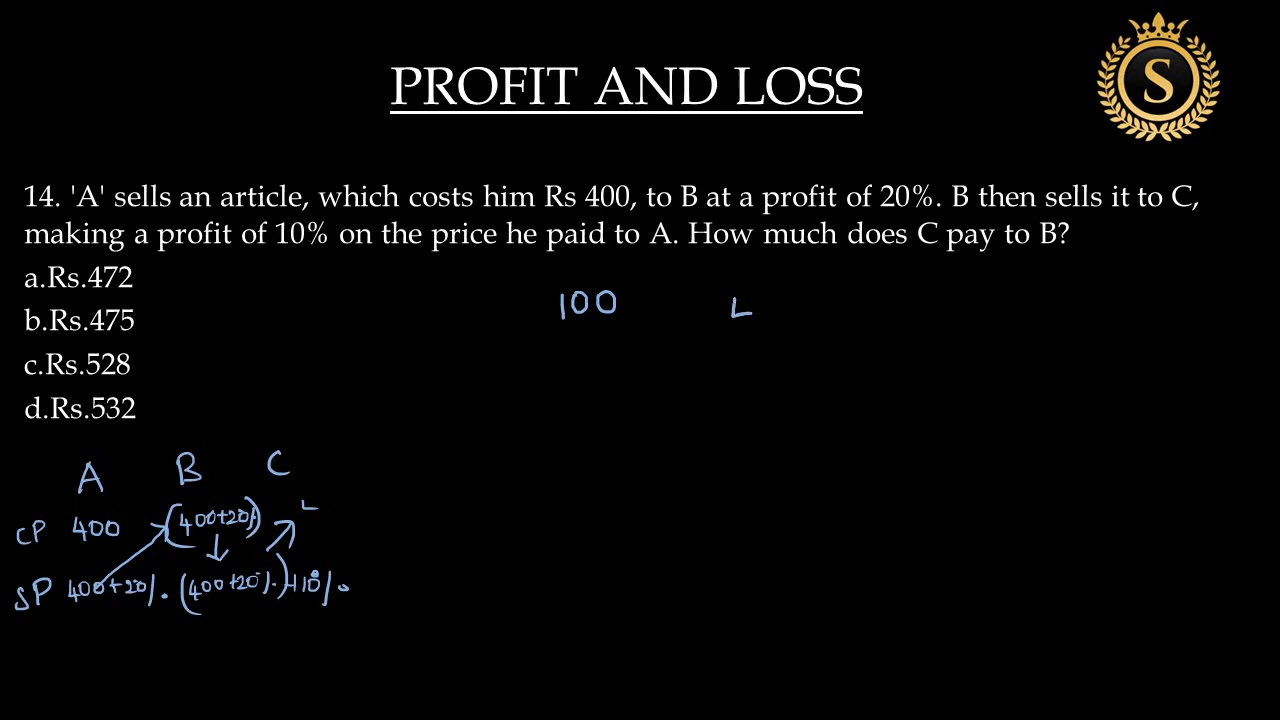 S
PROFIT AND LOSS
14. 'A' sells an article, which costs him Rs 400, to B at a profit of 20%. B then sells it to C,
making a profit of 10% on the price he paid to A. How much does C pay to B?
a.Rs.472
b.Rs.475
c.Rs.528
d.Rs.532
100
A B C
CP 400 (400+20%)
SP 400+20%. (400+20%.)+10%